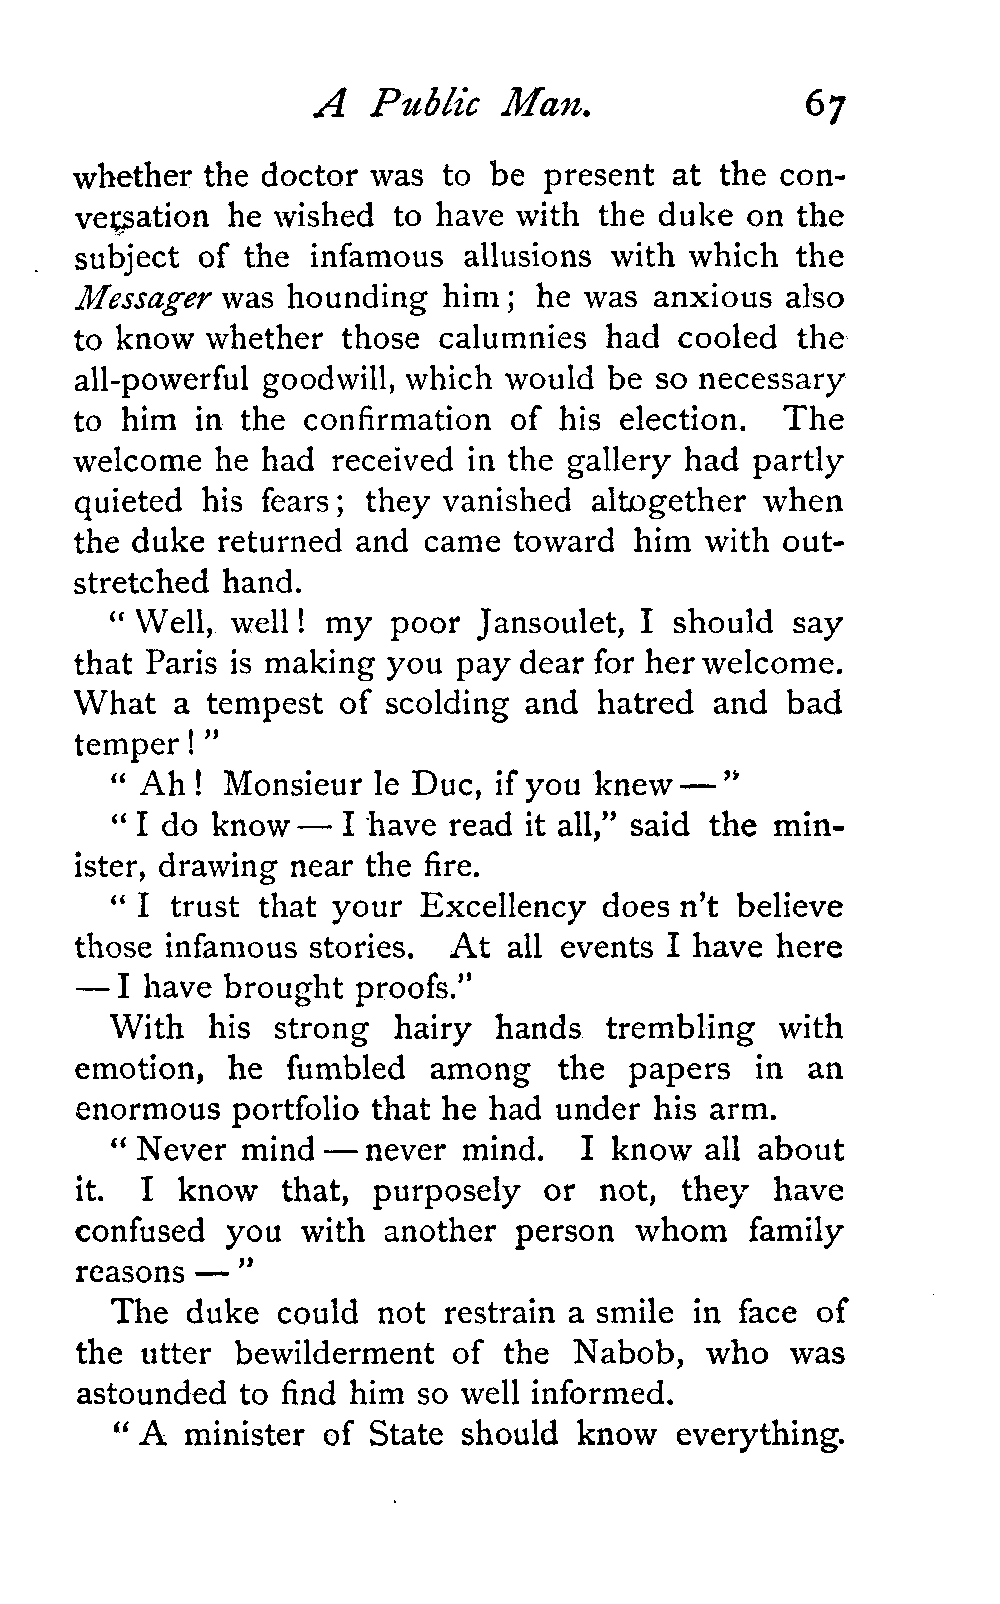 A Public Man. 67
whether the doctor was to be present at the con-
versation he wished to have with the duke on the
subject of the infamous allusions with which the
Messager was hounding him; he was anxious also
to know whether those calumnies had cooled the
all-powerful goodwill, which would be so necessary
to him in the confirmation of his election. The
welcome he had received in the gallery had partly
quieted his fears; they vanished altogether when
the duke returned and came toward him with out-
stretched hand.
"Well, well! my poor Jansoulet, I should say
that Paris is making you pay dear for her welcome.
What a tempest of scolding and hatred and bad
temper!"
"Ah! Monsieur le Duc, if you knew—"
"I do know—I have read it all," said the min-
ister, drawing near the fire.
"I trust that your Excellency does n't believe
those infamous stories. At all events I have here
—I have brought proofs."
With his strong hairy hands trembling with
emotion, he fumbled among the papers in an
enormous portfolio that he had under his arm.
"Never mind—never mind. I know all about
it. I know that, purposely or not, they have
confused you with another person whom family
reasons—"
The duke could not restrain a smile in face of
the utter bewilderment of the Nabob, who was
astounded to find him so well informed.
"A minister of State should know everything.